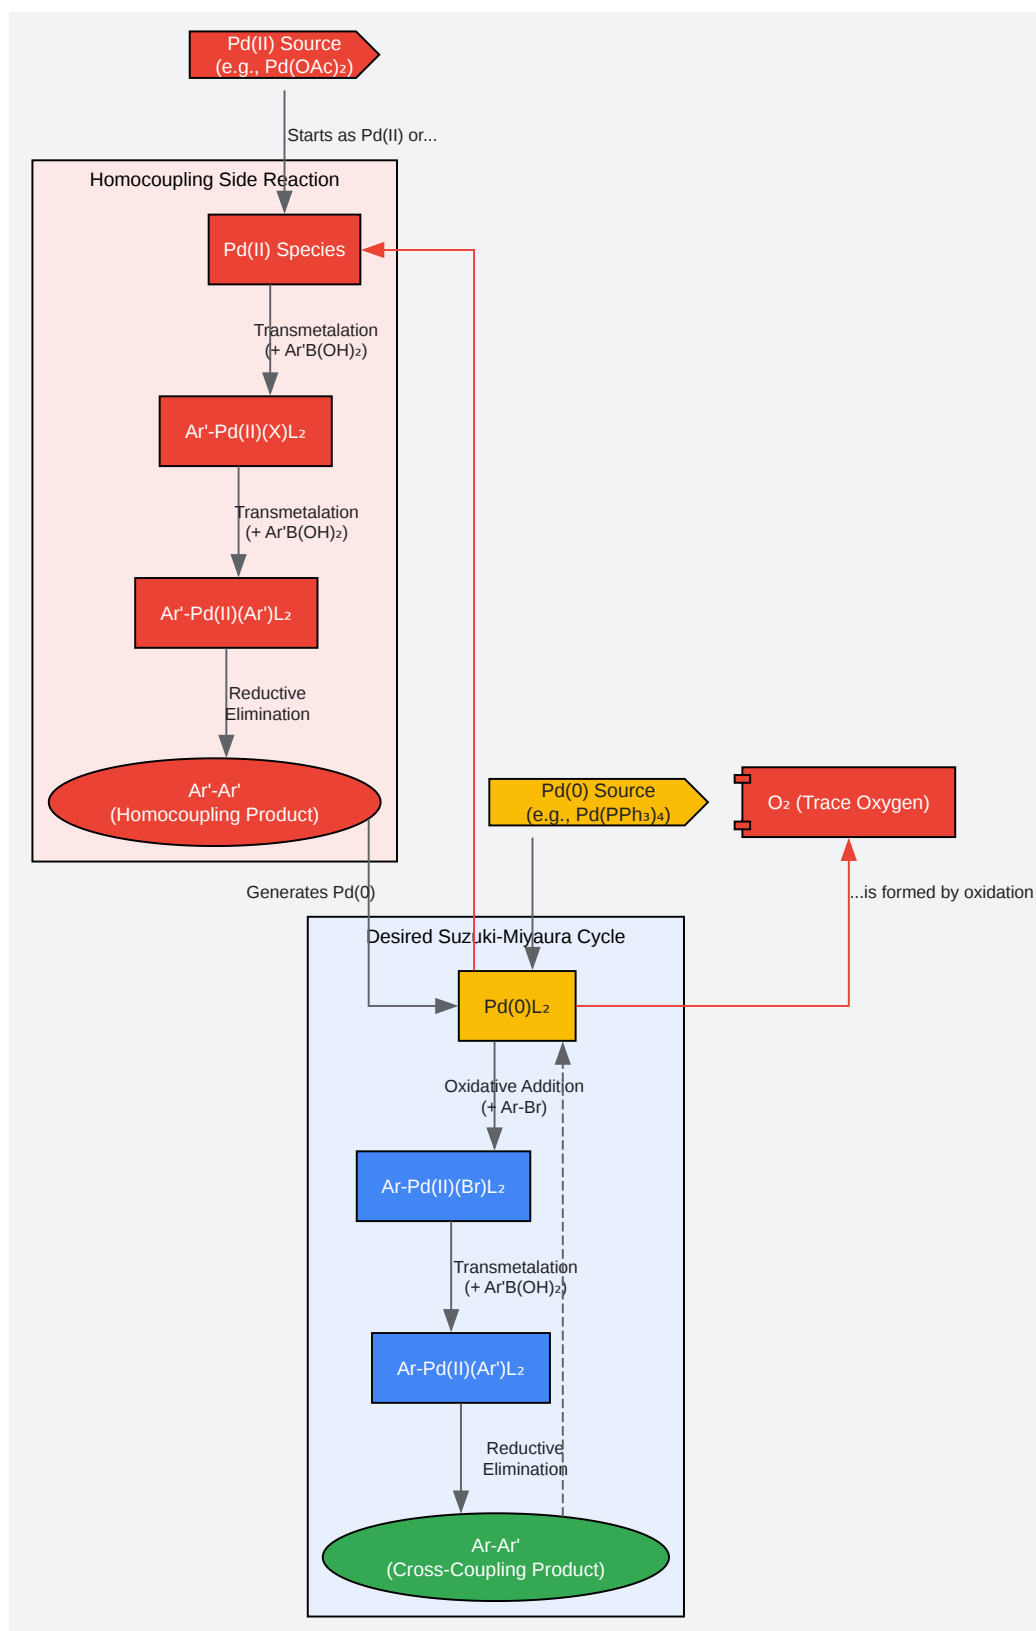 Pd(II) Source
(e.g., Pd(OAc)₂)
Starts as Pd(II) or...
Homocoupling Side Reaction
Pd(II) Species
Transmetalation
(+ Ar'B(OH)₂)
Ar'-Pd(II)(X)L₂
Transmetalation
(+ Ar'B(OH)₂)
Ar'-Pd(II)(Ar')L₂
Reductive
Elimination
Ar'-Ar'
(Homocoupling Product)
Pd(0) Source
(e.g., Pd(PPh₃)₄)
O₂ (Trace Oxygen)
Generates Pd(0)
...is formed by oxidation
Desired Suzuki-Miyaura Cycle
Pd(0)L₂
Oxidative Addition
(+ Ar-Br)
Ar-Pd(II)(Br)L₂
Transmetalation
(+ Ar'B(OH)₂)
Ar-Pd(II)(Ar')L₂
Reductive
Elimination
Ar-Ar'
(Cross-Coupling Product)